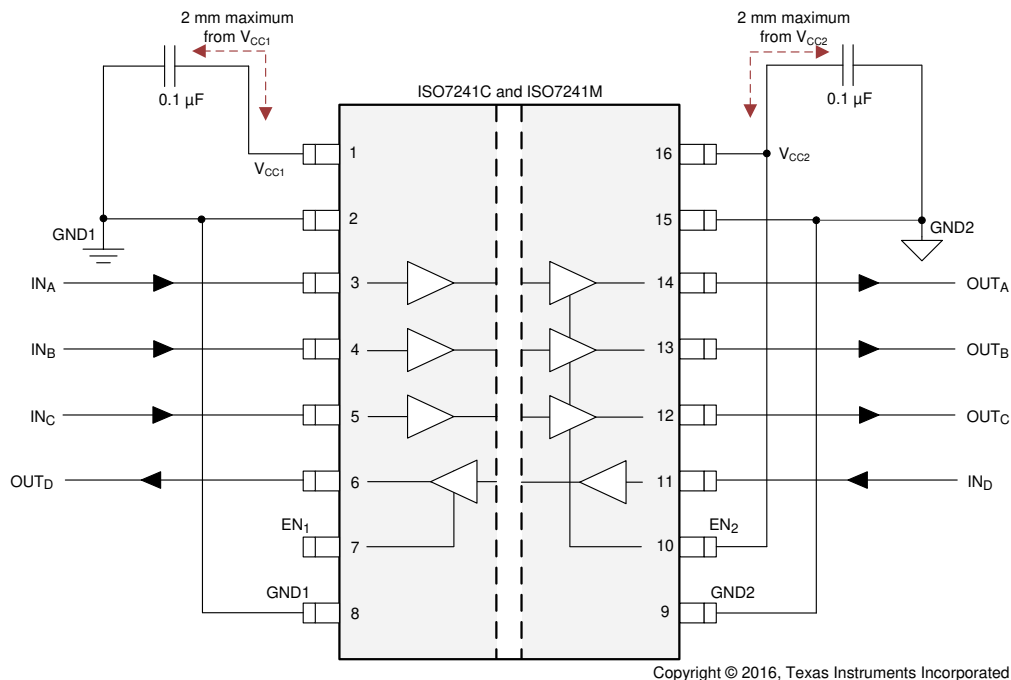 2 mm maximum
from VCC1
2 mm maximum
from VCC2
0.1 µF
0.1 µF
ISO7241C and ISO7241M
VCC1
1
16
VCC2
GND1
2
15
GND2
INA
3
14
OUTA
INB
4
13
OUTB
INC
5
12
OUTC
OUTD
6
11
IND
EN1
7
10
EN2
GND1
8
9
GND2
Copyright © 2016, Texas Instruments Incorporated